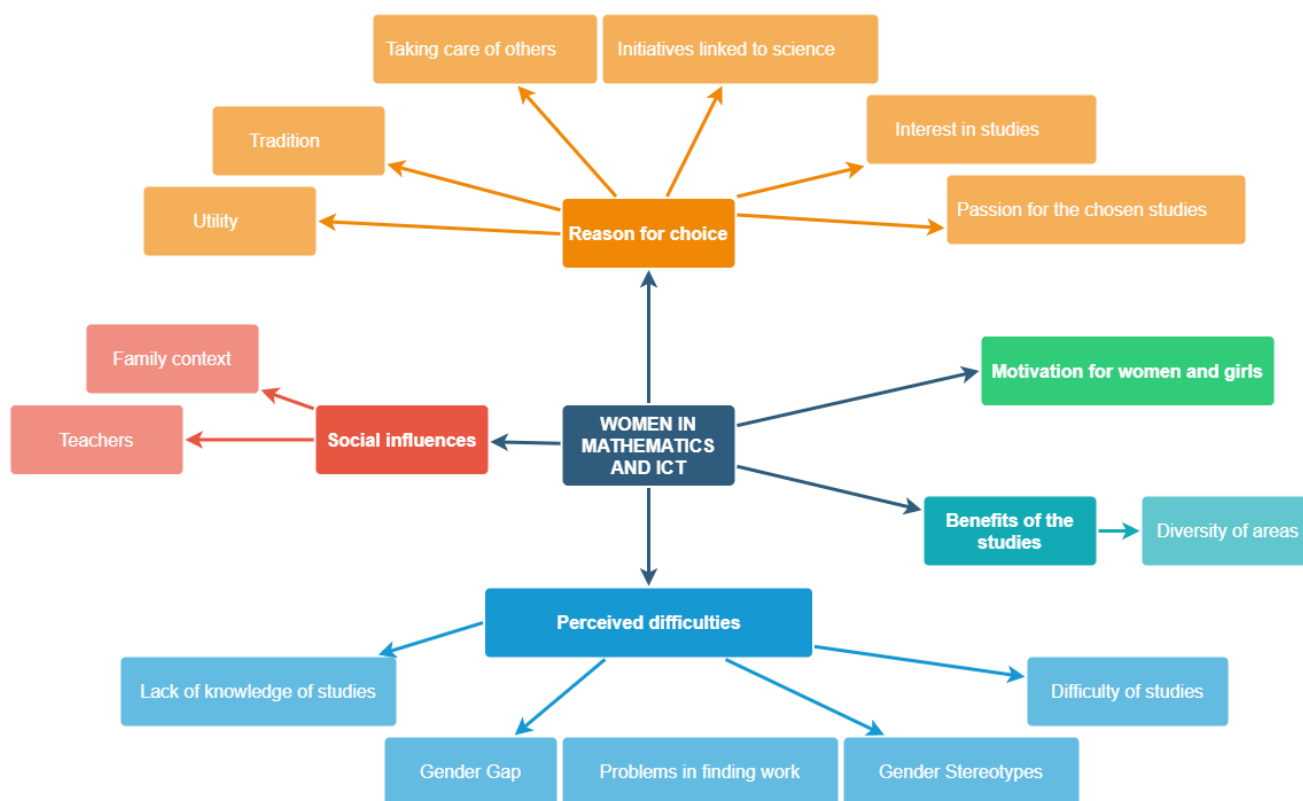 Taking care of others
Initiatives linked to science
Tradition
Interest in studies
Utility
Reason for choice
Passion for the chosen studies
Family context
Motivation for women and girls
Teachers
Social influences
WOMEN IN
MATHEMATICS
AND ICT
Benefits of the
studies
Diversity of areas
Perceived difficulties
Lack of knowledge of studies
Difficulty of studies
Gender Gap
Problems in finding work
Gender Stereotypes